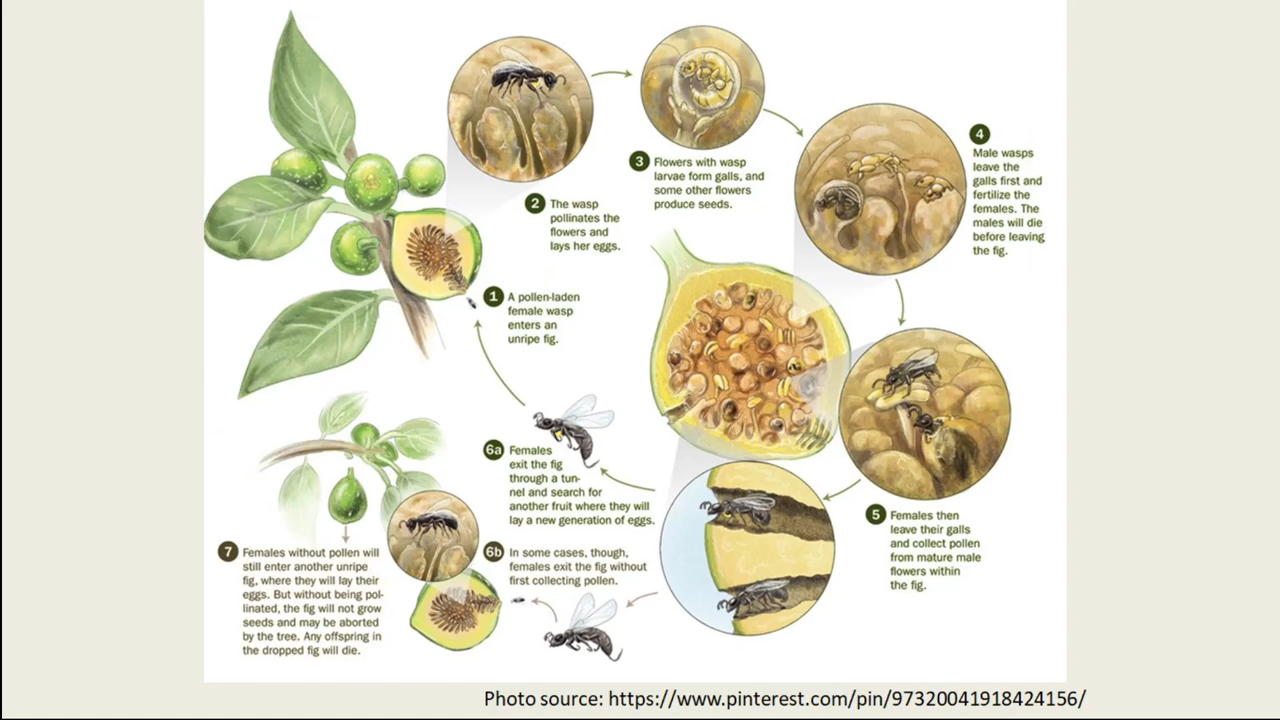 1 A pollen-laden
female wasp
enters an
unripe fig.
2 The wasp
pollinates the
flowers and
lays her eggs.
3 Flowers with wasp
larvae form galls, and
some other flowers
produce seeds.
4
Male wasps
leave the
galls first and
fertilize the
females. The
males will die
before leaving
the fig.
5 Females then
leave their galls
and collect pollen
from mature male
flowers within
the fig.
6a Females
exit the fig
through a tun-
nel and search for
another fruit where they will
lay a new generation of eggs.
6b In some cases, though,
females exit the fig without
first collecting pollen.
7 Females without pollen will
still enter another unripe
fig, where they will lay their
eggs. But without being pol-
linated, the fig will not grow
seeds and may be aborted
by the tree. Any offspring in
the dropped fig will die.
Photo source: https://www.pinterest.com/pin/97320041918424156/